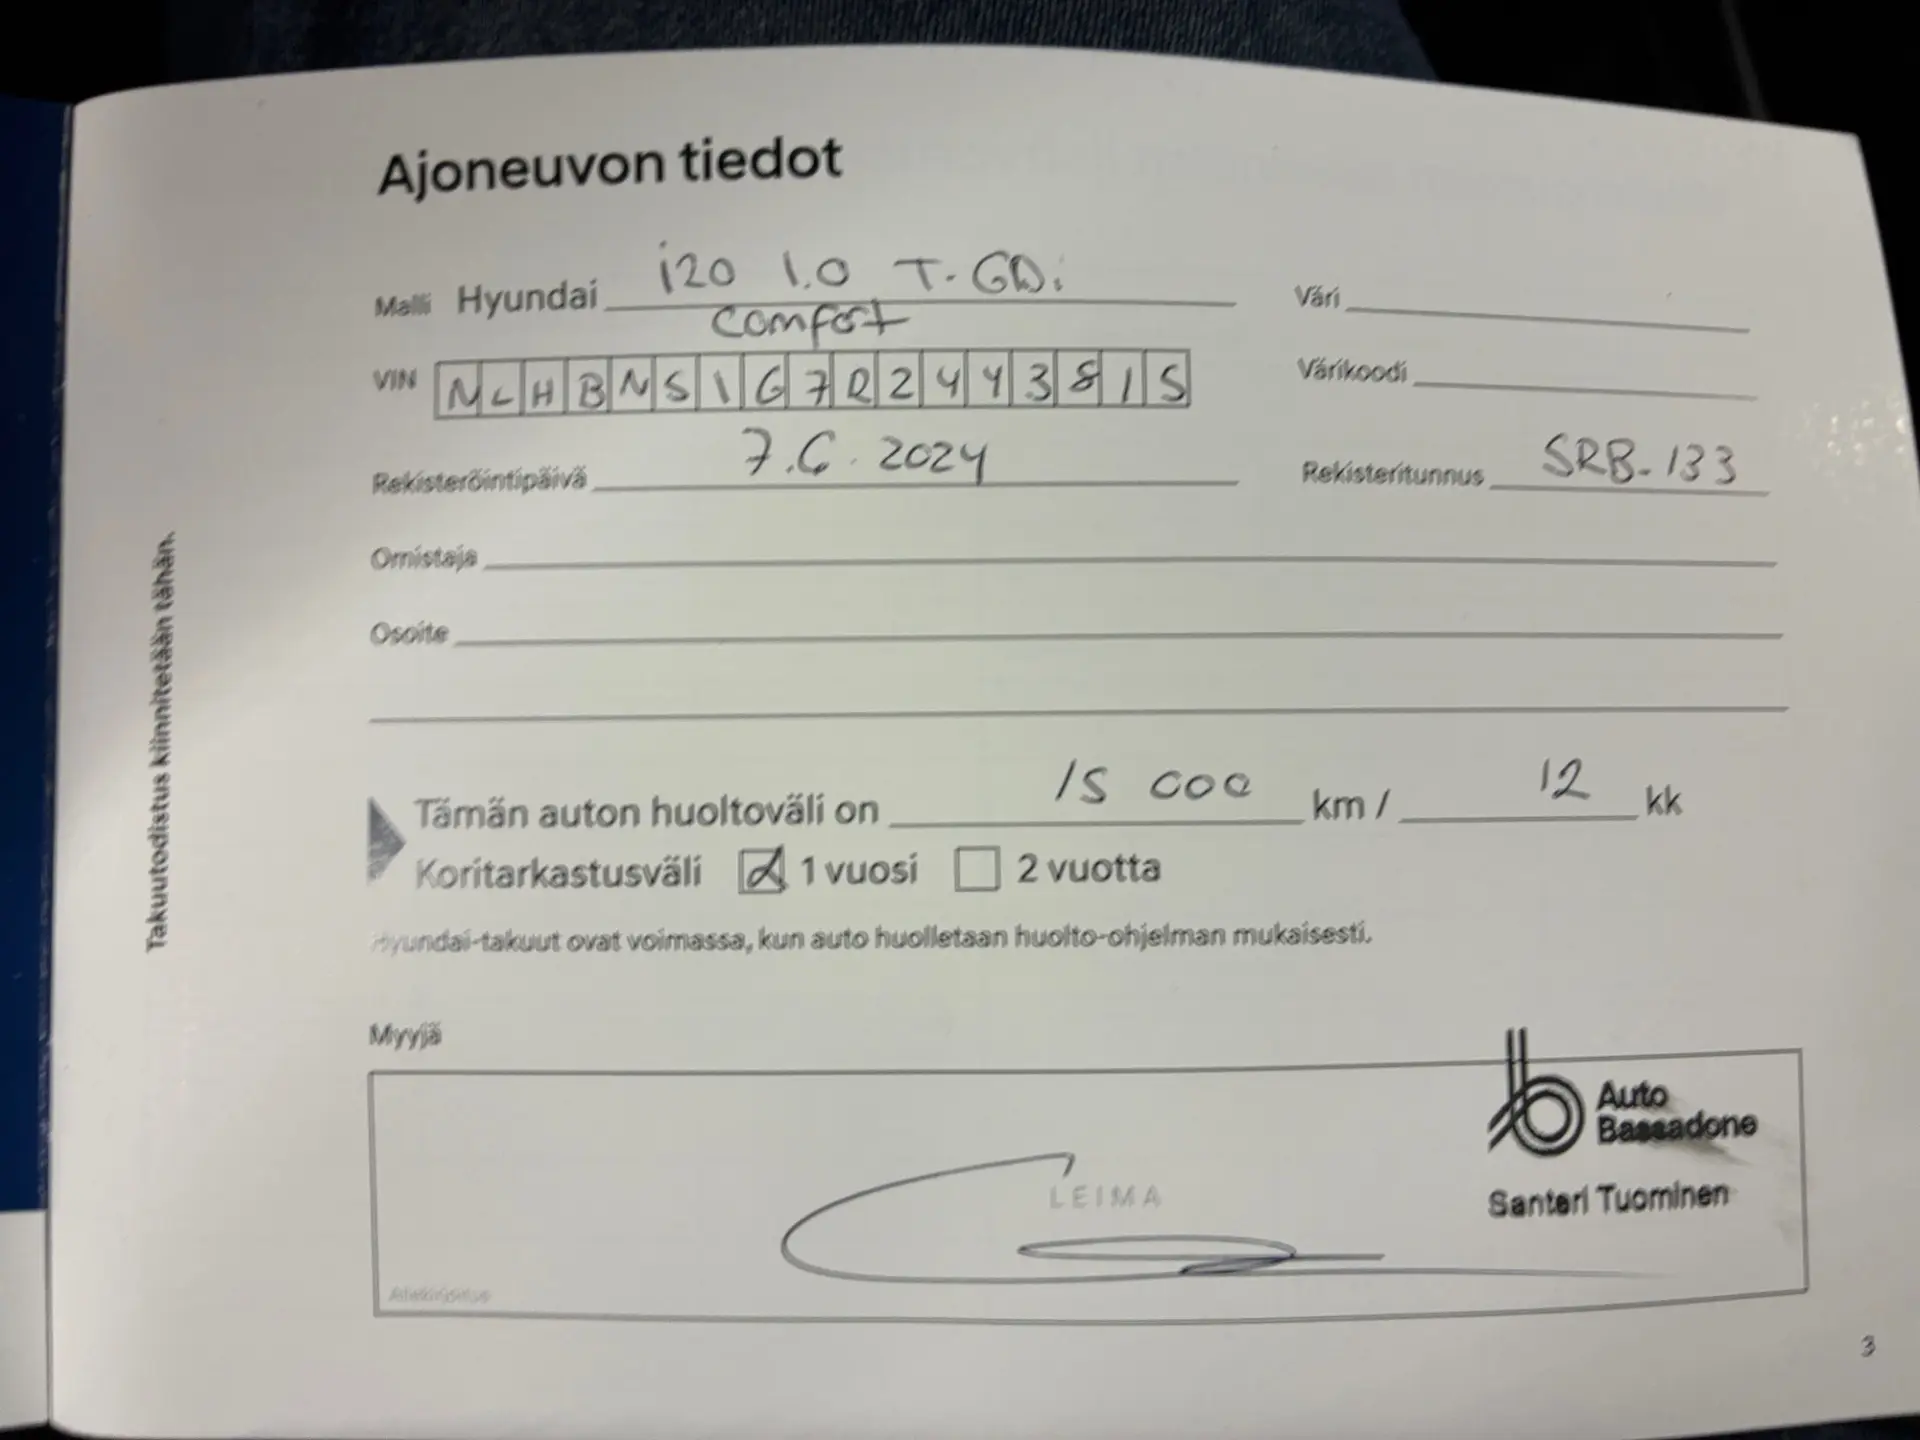 Ajoneuvon tiedot
Malli Hyundai i20 1.0 T-GDi
Comfort
Väri
VIN NLHBN51G7RZ443815
Värikoodi
Rekisteröintipäivä 7.6.2024
Rekisteritunnus SRB-133
Omistaja
Osoite
Takuutodistus kiinnitetään tähän.
Tämän auton huoltoväli on 15 000 km / 12 kk
Koritarkastusväli 1 vuosi 2 vuotta
Hyundai-takuut ovat voimassa, kun auto huolletaan huolto-ohjelman mukaisesti.
Myyjä
Auto
Bassadone
LEIMA
Santeri Tuominen
Allekirjoitus
3